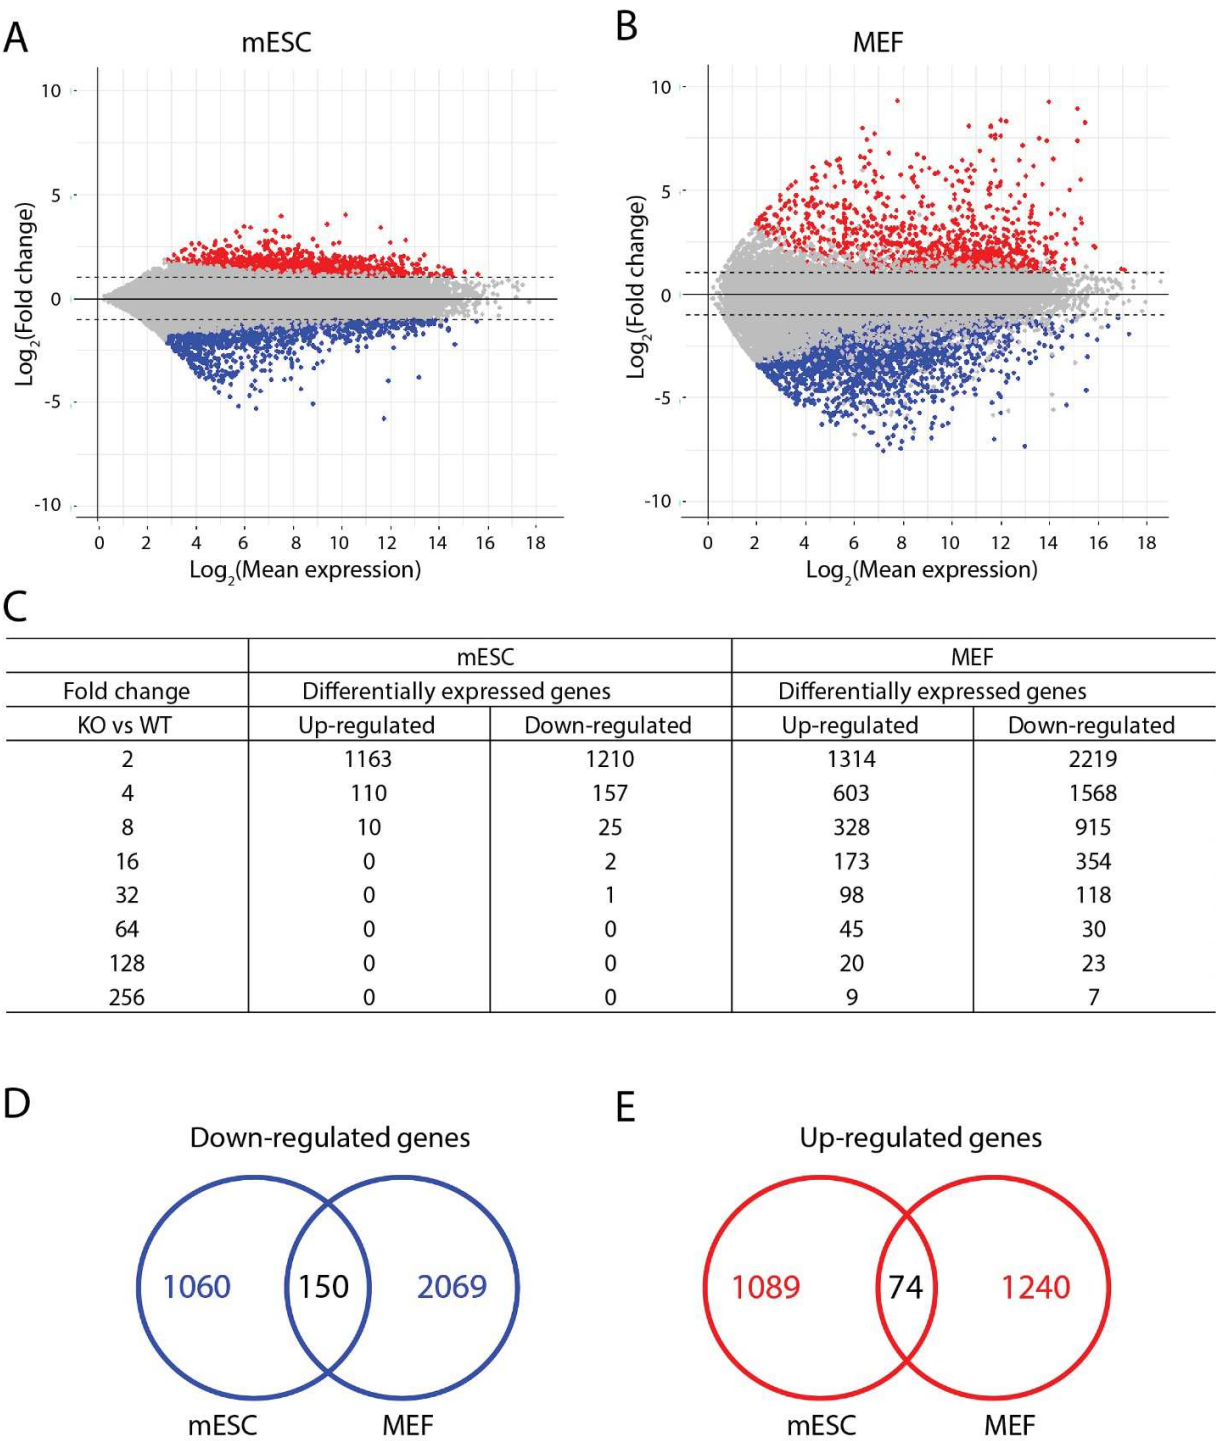 A
mESC
Log2(Fold change)
10
5
0
-5
-10
0 2 4 6 8 10 12 14 16 18
Log2(Mean expression)
B
MEF
Log2(Fold change)
10
5
0
-5
-10
0 2 4 6 8 10 12 14 16 18
Log2(Mean expression)
C
mESC MEF
Fold change Differentially expressed genes Differentially expressed genes
KO vs WT Up-regulated Down-regulated Up-regulated Down-regulated
2 1163 1210 1314 2219
4 110 157 603 1568
8 10 25 328 915
16 0 2 173 354
32 0 1 98 118
64 0 0 45 30
128 0 0 20 23
256 0 0 9 7
D
Down-regulated genes
1060 150 2069
mESC MEF
E
Up-regulated genes
1089 74 1240
mESC MEF